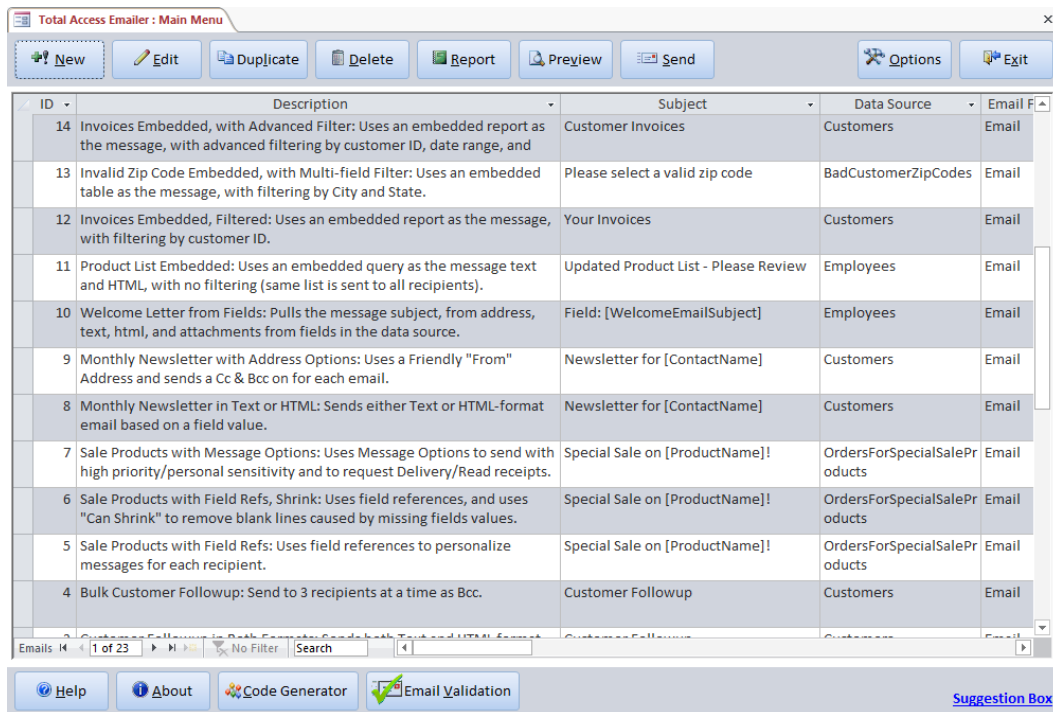 Total Access Emailer : Main Menu
New Edit Duplicate Delete Report Preview Send Options Exit
ID Description Subject Data Source Email F
14 Invoices Embedded, with Advanced Filter: Uses an embedded report as Customer Invoices Customers Email
the message, with advanced filtering by customer ID, date range, and
13 Invalid Zip Code Embedded, with Multi-field Filter: Uses an embedded Please select a valid zip code BadCustomerZipCodes Email
table as the message, with filtering by City and State.
12 Invoices Embedded, Filtered: Uses an embedded report as the message, Your Invoices Customers Email
with filtering by customer ID.
11 Product List Embedded: Uses an embedded query as the message text Updated Product List - Please Review Employees Email
and HTML, with no filtering (same list is sent to all recipients).
10 Welcome Letter from Fields: Pulls the message subject, from address, Field: [WelcomeEmailSubject] Employees Email
text, html, and attachments from fields in the data source.
9 Monthly Newsletter with Address Options: Uses a Friendly "From" Newsletter for [ContactName] Customers Email
Address and sends a Cc & Bcc on for each email.
8 Monthly Newsletter in Text or HTML: Sends either Text or HTML-format Newsletter for [ContactName] Customers Email
email based on a field value.
7 Sale Products with Message Options: Uses Message Options to send with Special Sale on [ProductName]! OrdersForSpecialSalePr Email
high priority/personal sensitivity and to request Delivery/Read receipts. oducts
6 Sale Products with Field Refs, Shrink: Uses field references, and uses Special Sale on [ProductName]! OrdersForSpecialSalePr Email
"Can Shrink" to remove blank lines caused by missing fields values. oducts
5 Sale Products with Field Refs: Uses field references to personalize Special Sale on [ProductName]! OrdersForSpecialSalePr Email
messages for each recipient. oducts
4 Bulk Customer Followup: Send to 3 recipients at a time as Bcc. Customer Followup Customers Email
Emails 1 of 23 No Filter Search
Help About Code Generator Email Validation Suggestion Box